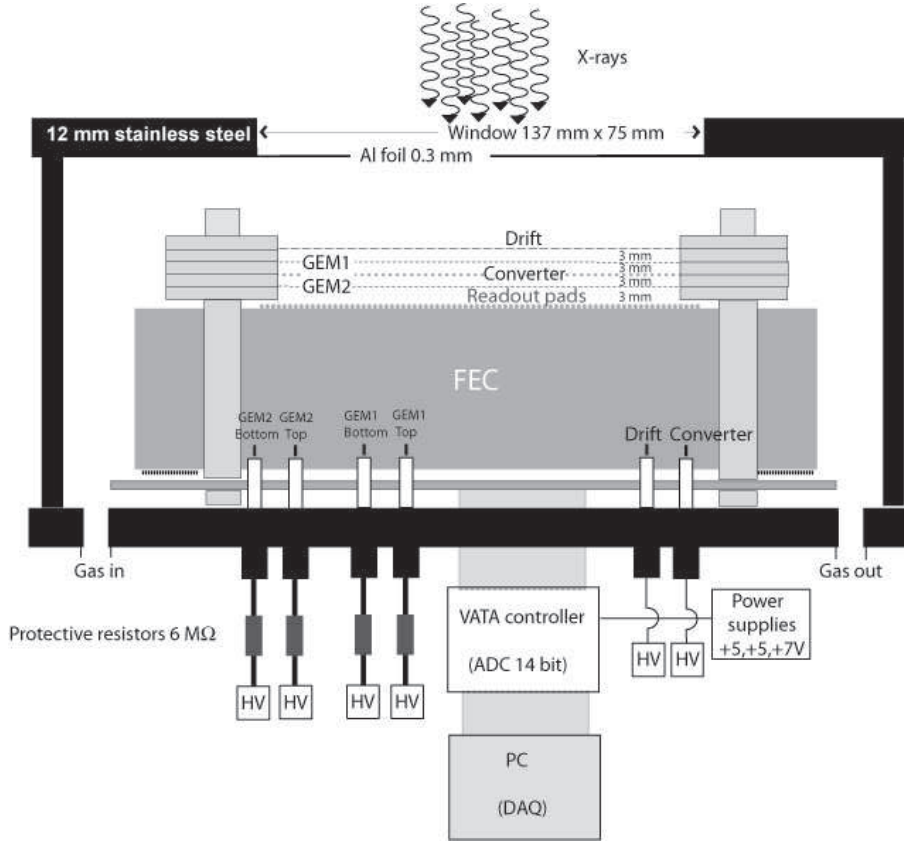 X-rays
12 mm stainless steel
Window 137 mm x 75 mm
Al foil 0.3 mm
Drift
3 mm
GEM1
3 mm
Converter
3 mm
GEM2
Readout pads
3 mm
FEC
GEM2
Bottom
GEM2
Top
GEM1
Bottom
GEM1
Top
Drift
Converter
Gas in
Gas out
Protective resistors 6 MΩ
HV
HV
HV
HV
VATA controller
(ADC 14 bit)
HV
HV
Power
supplies
+5,+5,+7V
PC
(DAQ)